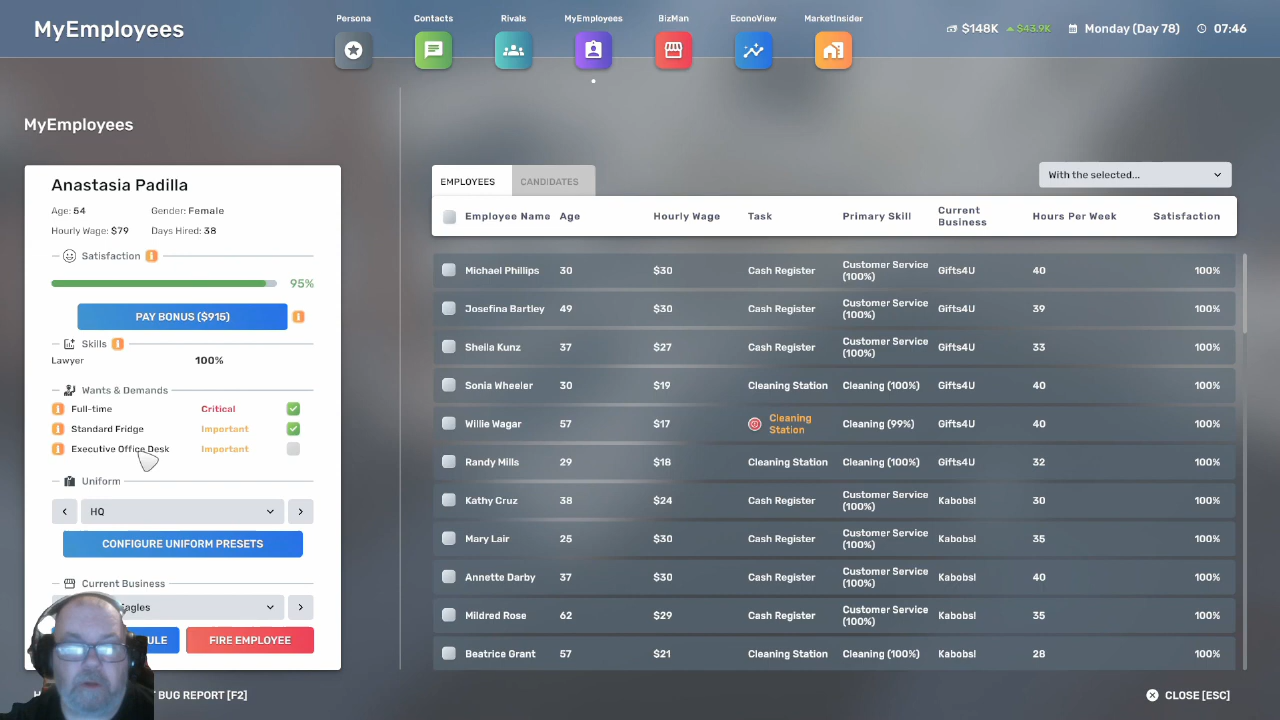 MyEmployees
Persona
Contacts
Rivals
MyEmployees
BizMan
EconoView
MarketInsider
$148K
$43.9K
Monday (Day 78)
07:46
MyEmployees
Anastasia Padilla
Age: 54
Gender: Female
Hourly Wage: $79
Days Hired: 38
Satisfaction
95%
PAY BONUS ($915)
Skills
Lawyer 100%
Wants & Demands
Full-time Critical
Standard Fridge Important
Executive Office Desk Important
Uniform
HQ
CONFIGURE UNIFORM PRESETS
Current Business
FIRE EMPLOYEE
BUG REPORT [F2]
EMPLOYEES
CANDIDATES
With the selected...
Employee Name Age Hourly Wage Task Primary Skill Current Business Hours Per Week Satisfaction
Michael Phillips 30 $30 Cash Register Customer Service (100%) Gifts4U 40 100%
Josefina Bartley 49 $30 Cash Register Customer Service (100%) Gifts4U 39 100%
Sheila Kunz 37 $27 Cash Register Customer Service (100%) Gifts4U 33 100%
Sonia Wheeler 30 $19 Cleaning Station Cleaning (100%) Gifts4U 40 100%
Willie Wagar 57 $17 Cleaning Station Cleaning (99%) Gifts4U 40 100%
Randy Mills 29 $18 Cleaning Station Cleaning (100%) Gifts4U 32 100%
Kathy Cruz 38 $24 Cash Register Customer Service (100%) Kabobs! 30 100%
Mary Lair 25 $30 Cash Register Customer Service (100%) Kabobs! 35 100%
Annette Darby 37 $30 Cash Register Customer Service (100%) Kabobs! 40 100%
Mildred Rose 62 $29 Cash Register Customer Service (100%) Kabobs! 35 100%
Beatrice Grant 57 $21 Cleaning Station Cleaning (100%) Kabobs! 28 100%
CLOSE [ESC]